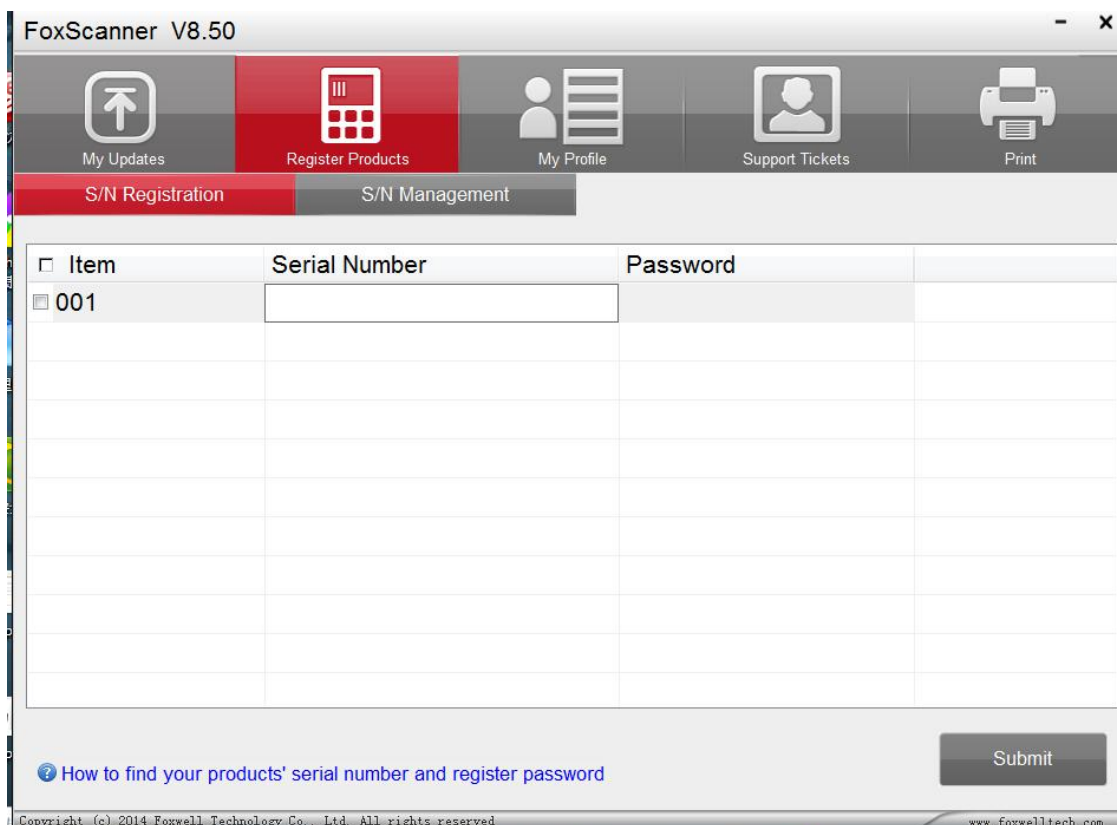 FoxScanner V8.50
My Updates
Register Products
My Profile
Support Tickets
Print
S/N Registration
S/N Management
Item Serial Number Password
001
How to find your products' serial number and register password
Submit
Copyright (c) 2014 Foxwell Technology Co., Ltd. All rights reserved
www.foxwelltech.com